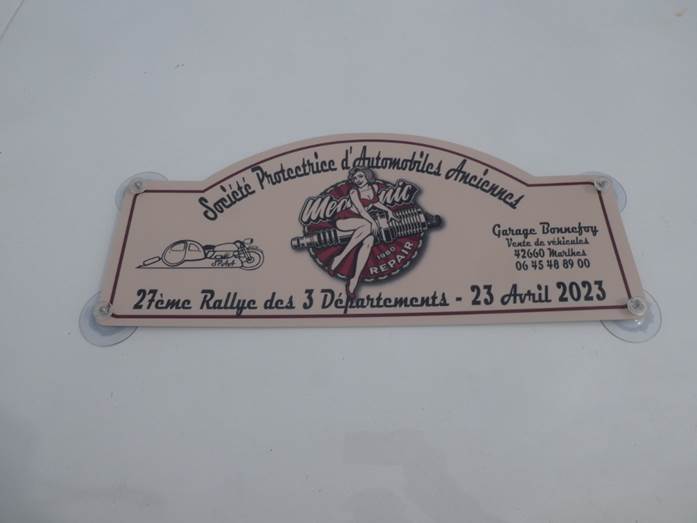 Société Protectrice d'Automobiles Anciennes
Mechanic
1950
REPAIR
Garage Bonnefoy
Vente de véhicules
42660 Marlhes
06 45 48 89 00
27ème Rallye des 3 Départements - 23 Avril 2023